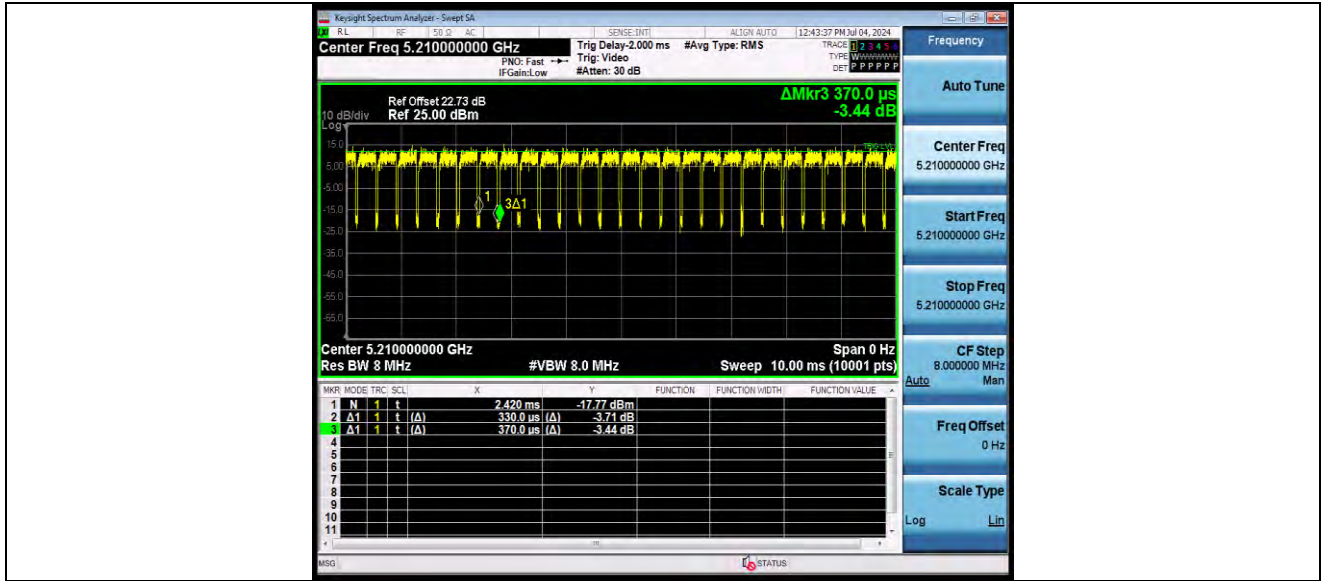 Keysight Spectrum Analyzer - Swept SA
RL RF 50 Ω AC SENSE:INT ALIGN AUTO 12:43:37 PM Jul 04, 2024
Center Freq 5.210000000 GHz
PNO: Fast
IFGain:Low
Trig Delay-2.000 ms
Trig: Video
#Atten: 30 dB
#Avg Type: RMS
TRACE 1 2 3 4 5 6
TYPE WWWWWW
DET P P P P P P
ΔMkr3 370.0 µs
-3.44 dB
Ref Offset 22.73 dB
10 dB/div Ref 25.00 dBm
Log
15.0
TRIG LVL
5.00
-5.00
1
3Δ1
-15.0
-25.0
-35.0
-45.0
-55.0
-65.0
Center 5.210000000 GHz Span 0 Hz
Res BW 8 MHz #VBW 8.0 MHz Sweep 10.00 ms (10001 pts)
MKR MODE TRC SCL X Y FUNCTION FUNCTION WIDTH FUNCTION VALUE
1 N 1 t 2.420 ms -17.77 dBm
2 Δ1 1 t (Δ) 330.0 µs (Δ) -3.71 dB
3 Δ1 1 t (Δ) 370.0 µs (Δ) -3.44 dB
4
5
6
7
8
9
10
11
MSG STATUS
Frequency
Auto Tune
Center Freq
5.210000000 GHz
Start Freq
5.210000000 GHz
Stop Freq
5.210000000 GHz
CF Step
8.000000 MHz
Auto Man
Freq Offset
0 Hz
Scale Type
Log Lin